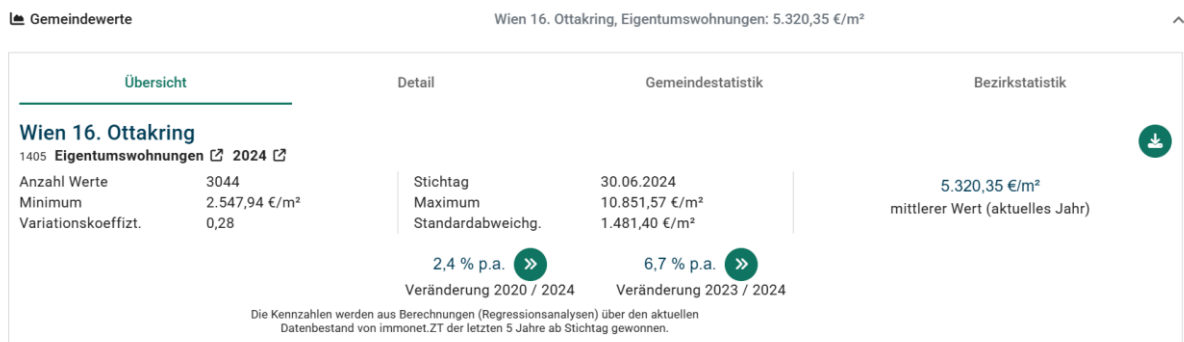 Gemeindewerte Wien 16. Ottakring, Eigentumswohnungen: 5.320,35 €/m²
Übersicht Detail Gemeindestatistik Bezirkstatistik
Wien 16. Ottakring
1405 Eigentumswohnungen 2024
Anzahl Werte 3044 Stichtag 30.06.2024 5.320,35 €/m²
Minimum 2.547,94 €/m² Maximum 10.851,57 €/m² mittlerer Wert (aktuelles Jahr)
Variationskoeffizt. 0,28 Standardabweichg. 1.481,40 €/m²
2,4 % p.a. 6,7 % p.a.
Veränderung 2020 / 2024 Veränderung 2023 / 2024
Die Kennzahlen werden aus Berechnungen (Regressionsanalysen) über den aktuellen
Datenbestand von immonet.ZT der letzten 5 Jahre ab Stichtag gewonnen.